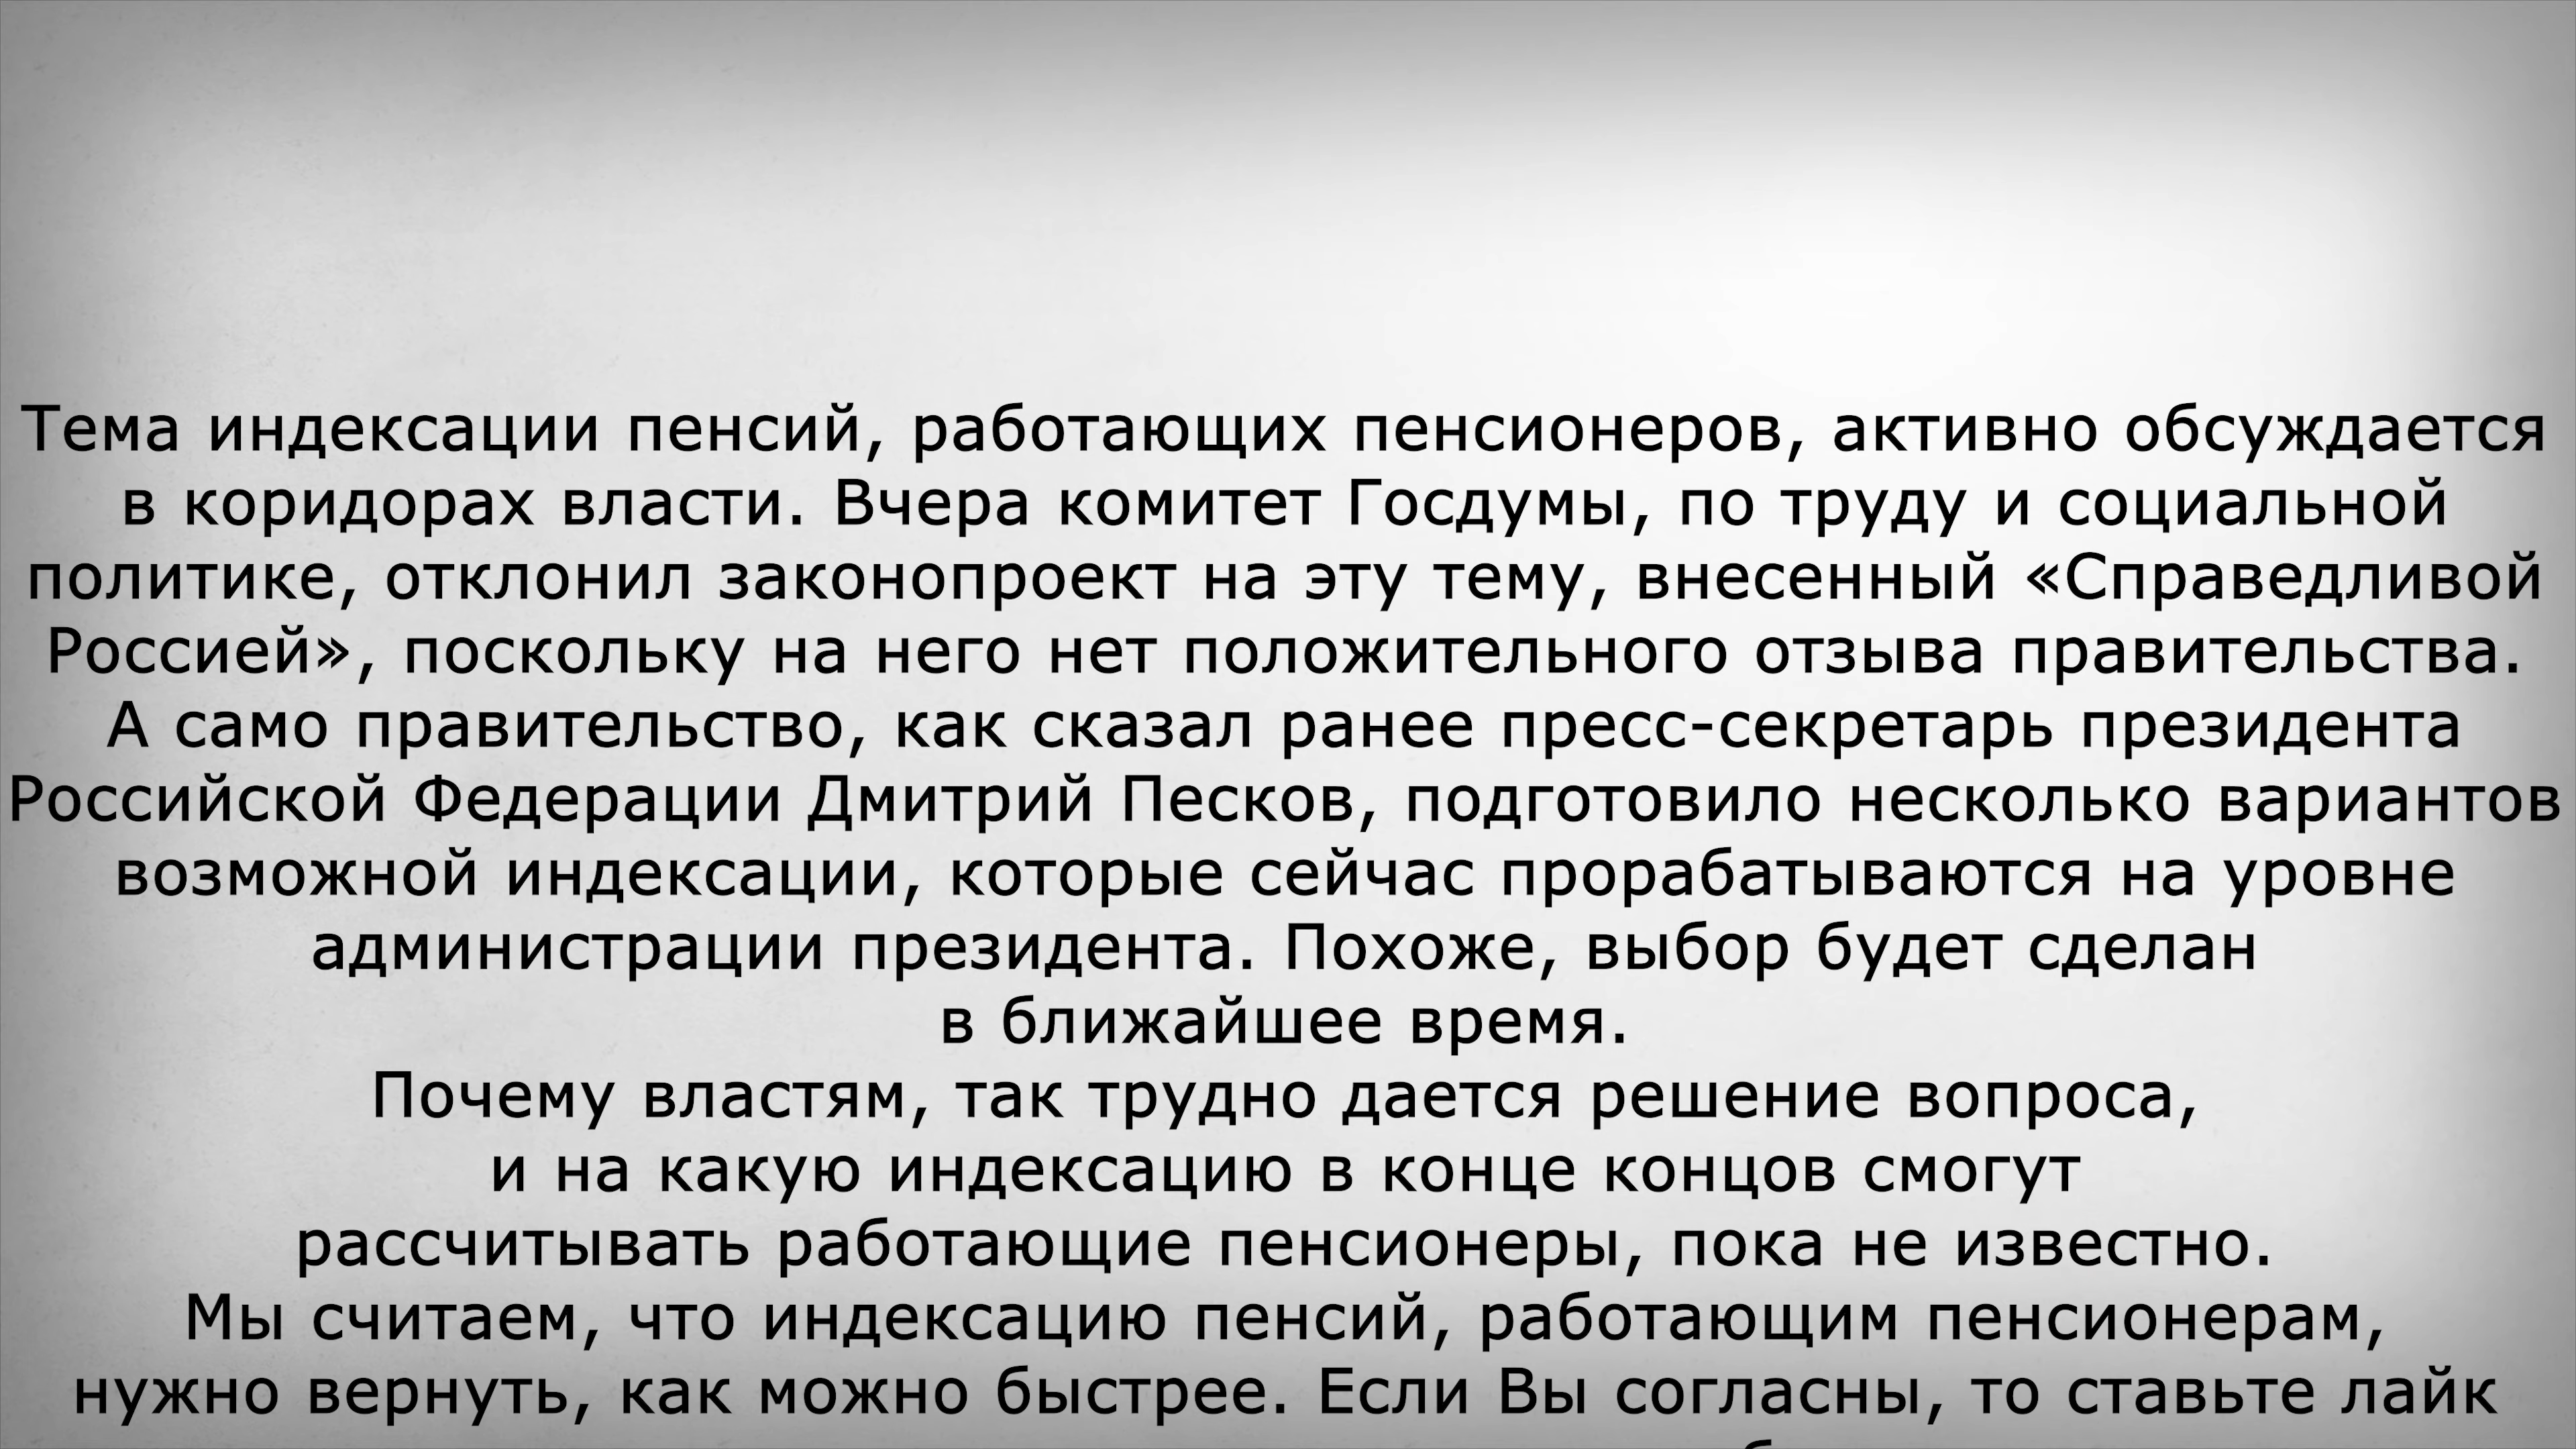 Тема индексации пенсий, работающих пенсионеров, активно обсуждается
в коридорах власти. Вчера комитет Госдумы, по труду и социальной
политике, отклонил законопроект на эту тему, внесенный «Справедливой
Россией», поскольку на него нет положительного отзыва правительства.
А само правительство, как сказал ранее пресс-секретарь президента
Российской Федерации Дмитрий Песков, подготовило несколько вариантов
возможной индексации, которые сейчас прорабатываются на уровне
администрации президента. Похоже, выбор будет сделан
в ближайшее время.
Почему властям, так трудно дается решение вопроса,
и на какую индексацию в конце концов смогут
рассчитывать работающие пенсионеры, пока не известно.
Мы считаем, что индексацию пенсий, работающим пенсионерам,
нужно вернуть, как можно быстрее. Если Вы согласны, то ставьте лайк